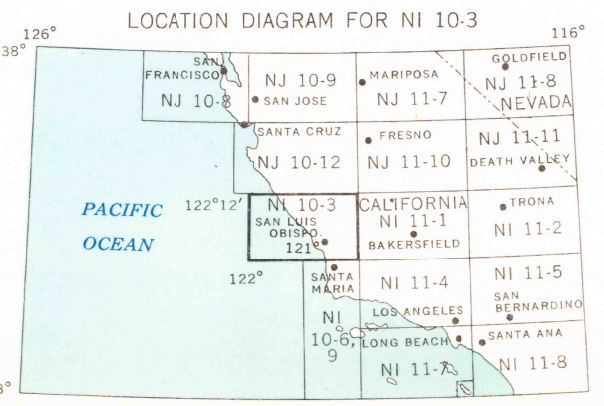 LOCATION DIAGRAM FOR NI 10-3
126°
116°
38°
SAN
FRANCISCO
NJ 10-8
NJ 10-9
SAN JOSE
MARIPOSA
NJ 11-7
GOLDFIELD
NJ 11-8
NEVADA
SANTA CRUZ
NJ 10-12
FRESNO
NJ 11-10
NJ 11-11
DEATH VALLEY
PACIFIC
OCEAN
122°12'
NI 10-3
SAN LUIS
OBISPO
121°
CALIFORNIA
NI 11-1
BAKERSFIELD
TRONA
NI 11-2
122°
SANTA
MARIA
NI 11-4
NI 11-5
SAN
BERNARDINO
NI
10-6,
9
LOS ANGELES
LONG BEACH
NI 11-7
SANTA ANA
NI 11-8